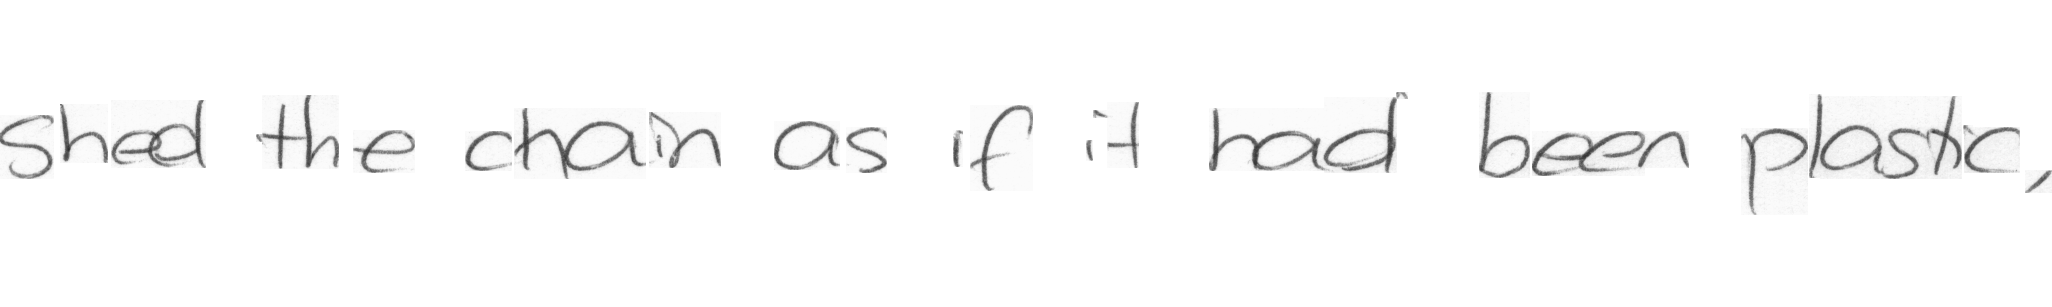 shed the chain as if it had been plastic,